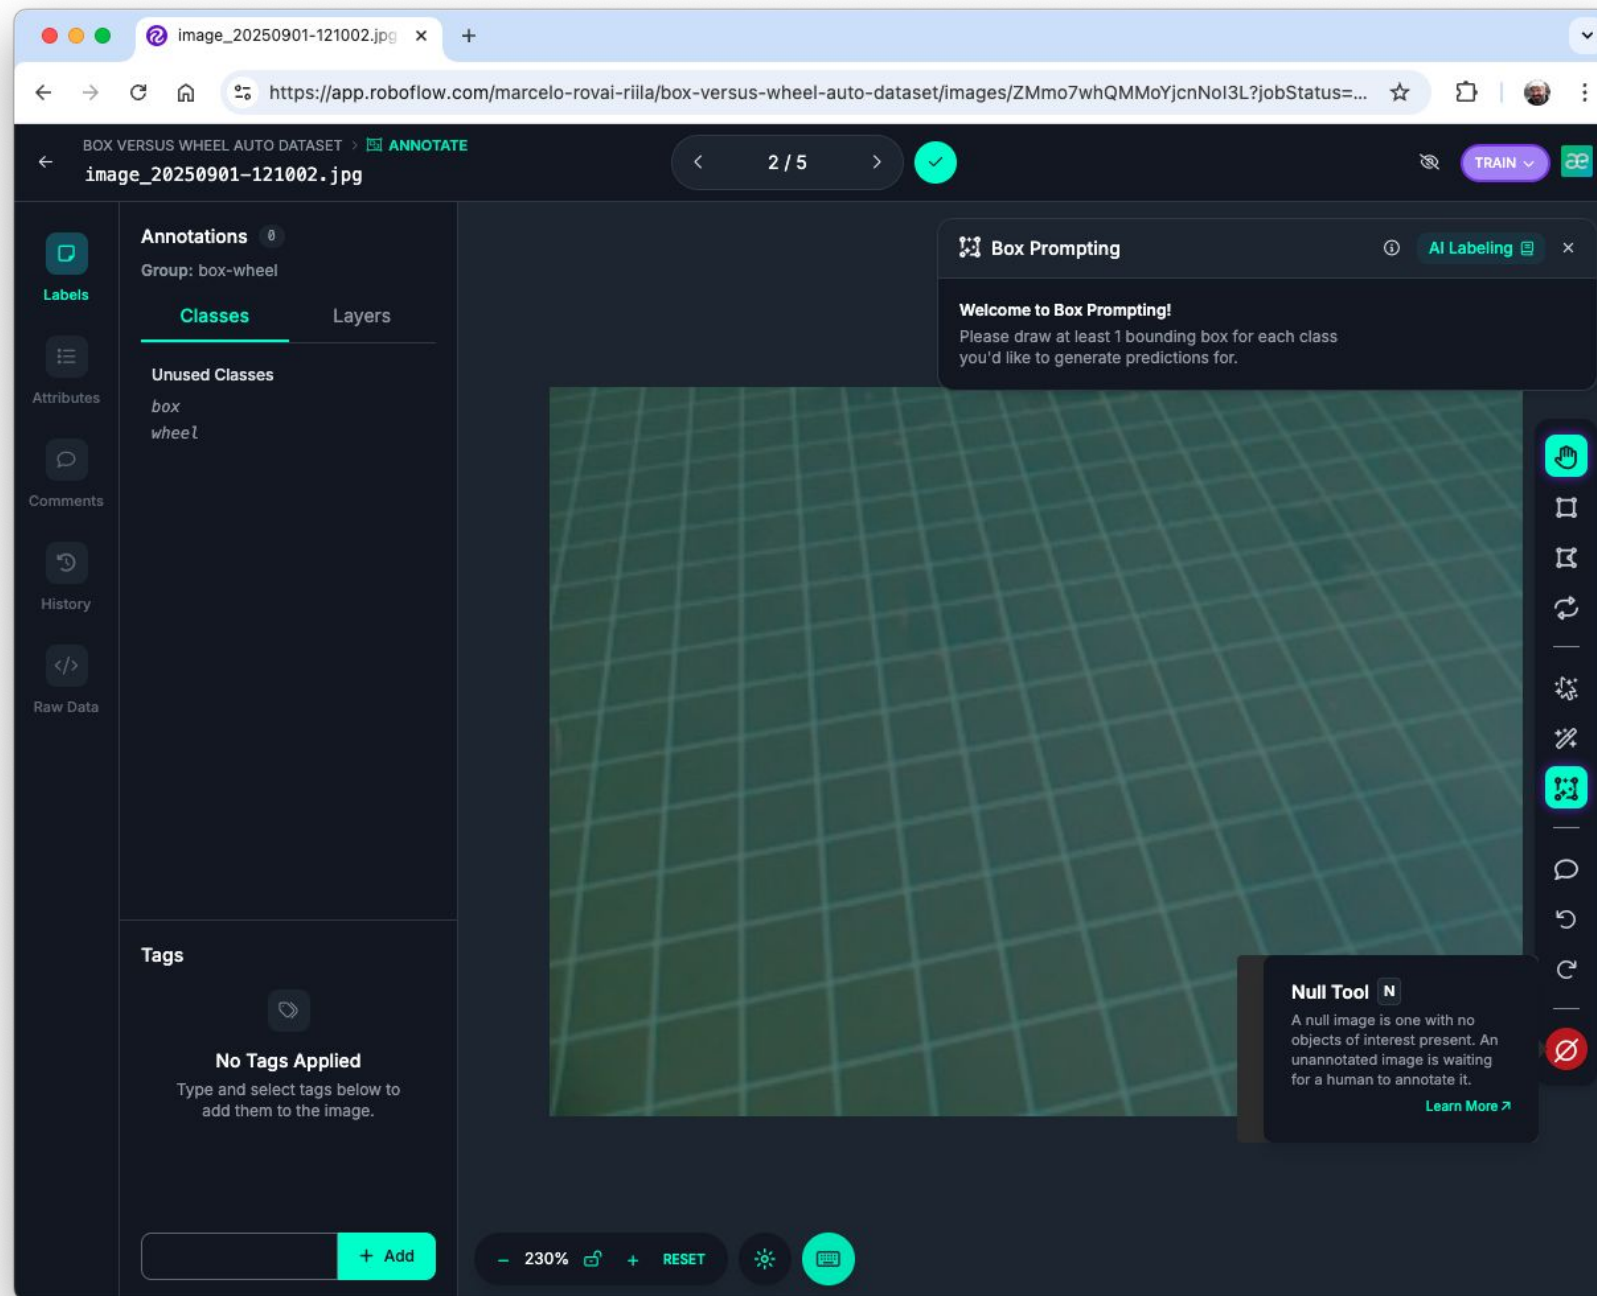 image_20250901-121002.jpg
https://app.roboflow.com/marcelo-rovai-riila/box-versus-wheel-auto-dataset/images/ZMmo7whQMMoYjcnNoI3L?jobStatus=...
BOX VERSUS WHEEL AUTO DATASET > ANNOTATE
image_20250901-121002.jpg
2 / 5
TRAIN
æ
Labels
Attributes
Comments
History
</>
Raw Data
Annotations 0
Group: box-wheel
Classes Layers
Unused Classes
box
wheel
Box Prompting
AI Labeling
Welcome to Box Prompting!
Please draw at least 1 bounding box for each class
you'd like to generate predictions for.
Tags
No Tags Applied
Type and select tags below to
add them to the image.
+ Add
Null Tool N
A null image is one with no
objects of interest present. An
unannotated image is waiting
for a human to annotate it.
Learn More
− 230% + RESET